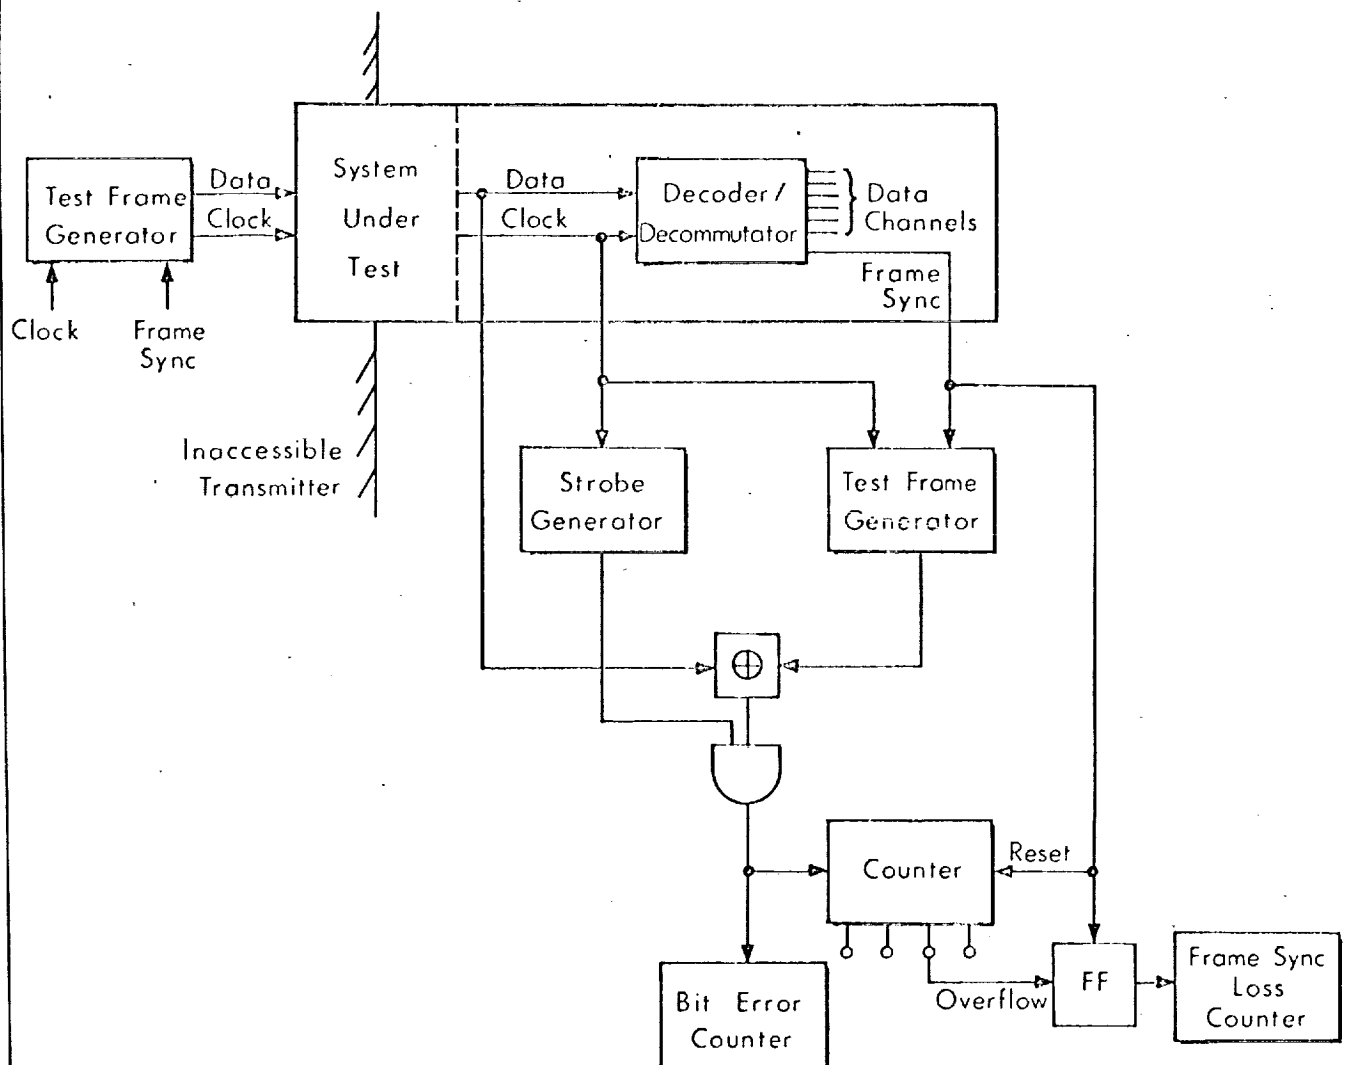 Test Frame
Generator
Data
Clock
Clock
Frame
Sync
System
Under
Test
Data
Clock
Decoder/
Decommutator
Data
Channels
Frame
Sync
Inaccessible
Transmitter
Strobe
Generator
Test Frame
Generator
⊕
Counter
Reset
Overflow
FF
Frame Sync
Loss
Counter
Bit Error
Counter